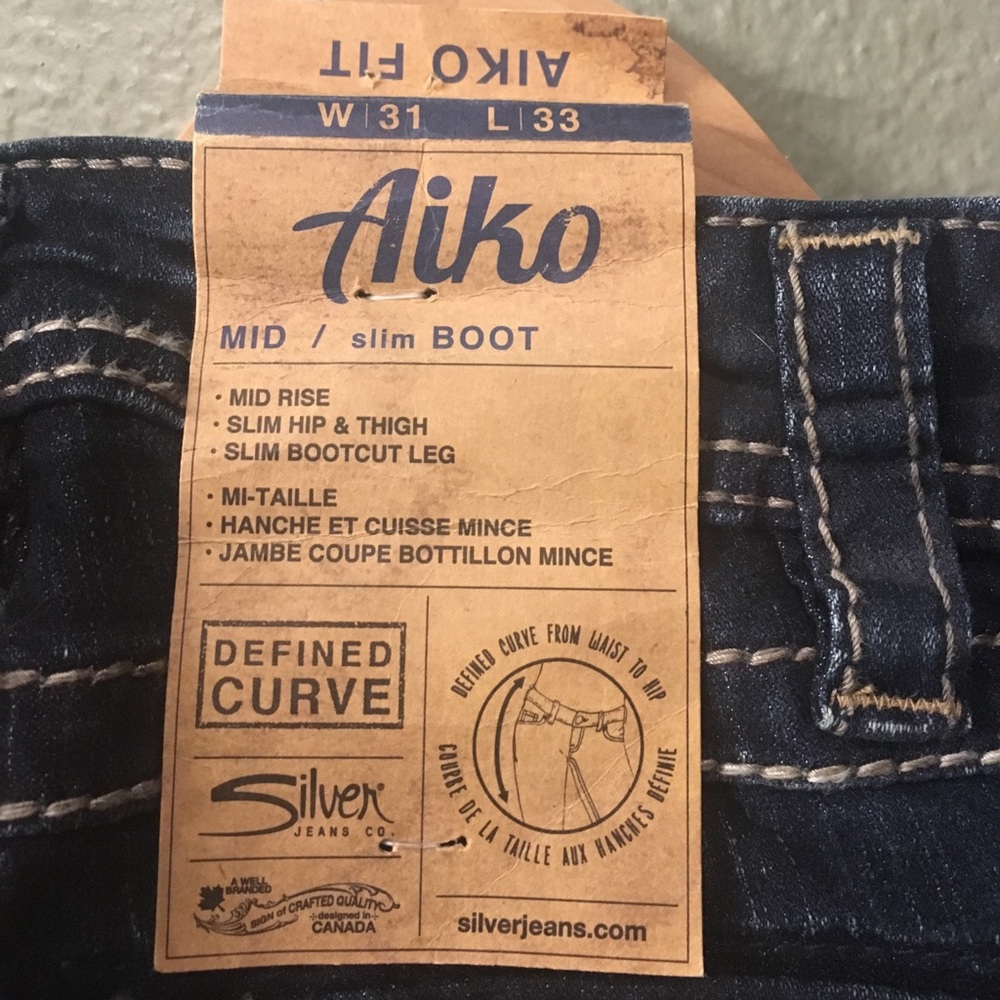 AIKO FIT
W|31 L|33
Aiko
MID / slim BOOT
• MID RISE
• SLIM HIP & THIGH
• SLIM BOOTCUT LEG
• MI-TAILLE
• HANCHE ET CUISSE MINCE
• JAMBE COUPE BOTTILLON MINCE
DEFINED
CURVE
DEFINED CURVE FROM WAIST TO HIP
COURBE DE LA TAILLE AUX HANCHES DÉFINIE
Silver
JEANS CO.
A WELL
BRANDED
SIGN of CRAFTED QUALITY
designed in
CANADA
silverjeans.com